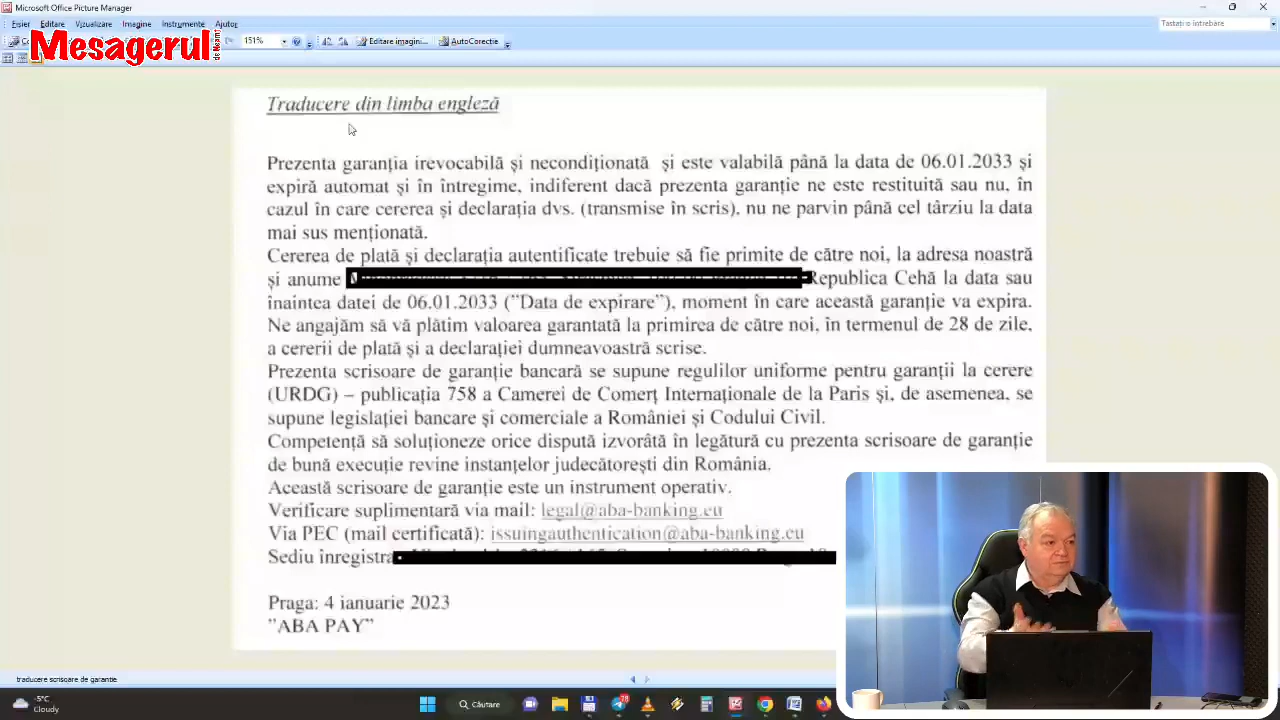 Microsoft Office Picture Manager
Fișier Editare Vizualizare Imagine Instrumente Ajutor
Tastați o întrebare
Mesagerul de Neamț
151% Editare imagini... AutoCorecție
Traducere din limba engleză
Prezenta garanția irevocabilă și necondiționată și este valabilă până la data de 06.01.2033 și
expiră automat și în întregime, indiferent dacă prezenta garanție ne este restituită sau nu, în
cazul în care cererea și declarația dvs. (transmise în scris), nu ne parvin până cel târziu la data
mai sus menționată.
Cererea de plată și declarația autentificate trebuie să fie primite de către noi, la adresa noastră
și anume Republica Cehă la data sau
înaintea datei de 06.01.2033 (”Data de expirare”), moment în care această garanție va expira.
Ne angajăm să vă plătim valoarea garantată la primirea de către noi, în termenul de 28 de zile,
a cererii de plată și a declarației dumneavoastră scrise.
Prezenta scrisoare de garanție bancară se supune regulilor uniforme pentru garanții la cerere
(URDG) – publicația 758 a Camerei de Comerț Internaționale de la Paris și, de asemenea, se
supune legislației bancare și comerciale a României și Codului Civil.
Competență să soluționeze orice dispută izvorâtă în legătură cu prezenta scrisoare de garanție
de bună execuție revine instanțelor judecătorești din România.
Această scrisoare de garanție este un instrument operativ.
Verificare suplimentară via mail: legal@aba-banking.eu
Via PEC (mail certificată): issuingauthentication@aba-banking.eu
Sediu înregistra
Praga: 4 ianuarie 2023
”ABA PAY”
traducere scrisoare de garantie
-5°C
Cloudy
Căutare
78